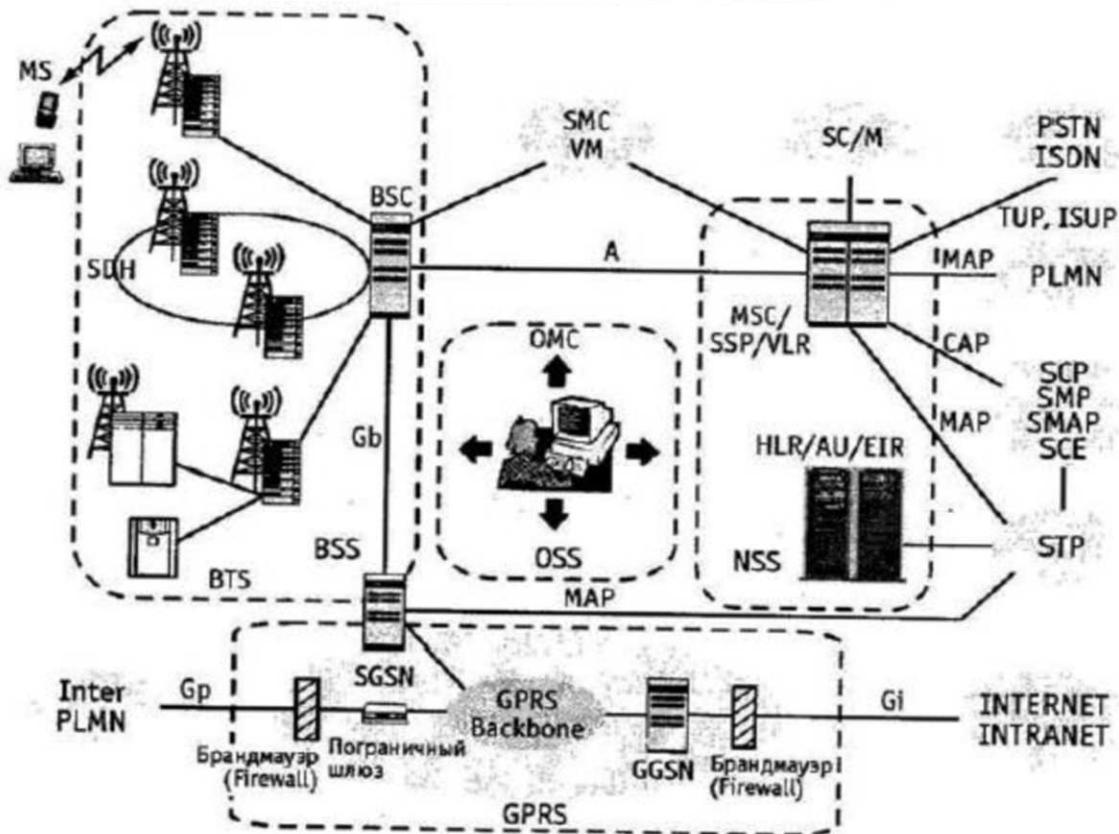 MS
SMC
VM
SC/M
PSTN
ISDN
BSC
TUP, ISUP
SDH
A
MAP
PLMN
MSC/
SSP/VLR
OMC
CAP
SCP
SMP
SMAP
SCE
MAP
Gb
HLR/AU/EIR
BSS
OSS
NSS
STP
BTS
MAP
SGSN
Inter
PLMN
Gp
GPRS
Backbone
Gi
INTERNET
INTRANET
Брандмауэр
(Firewall)
Пограничный
шлюз
GGSN
Брандмауэр
(Firewall)
GPRS